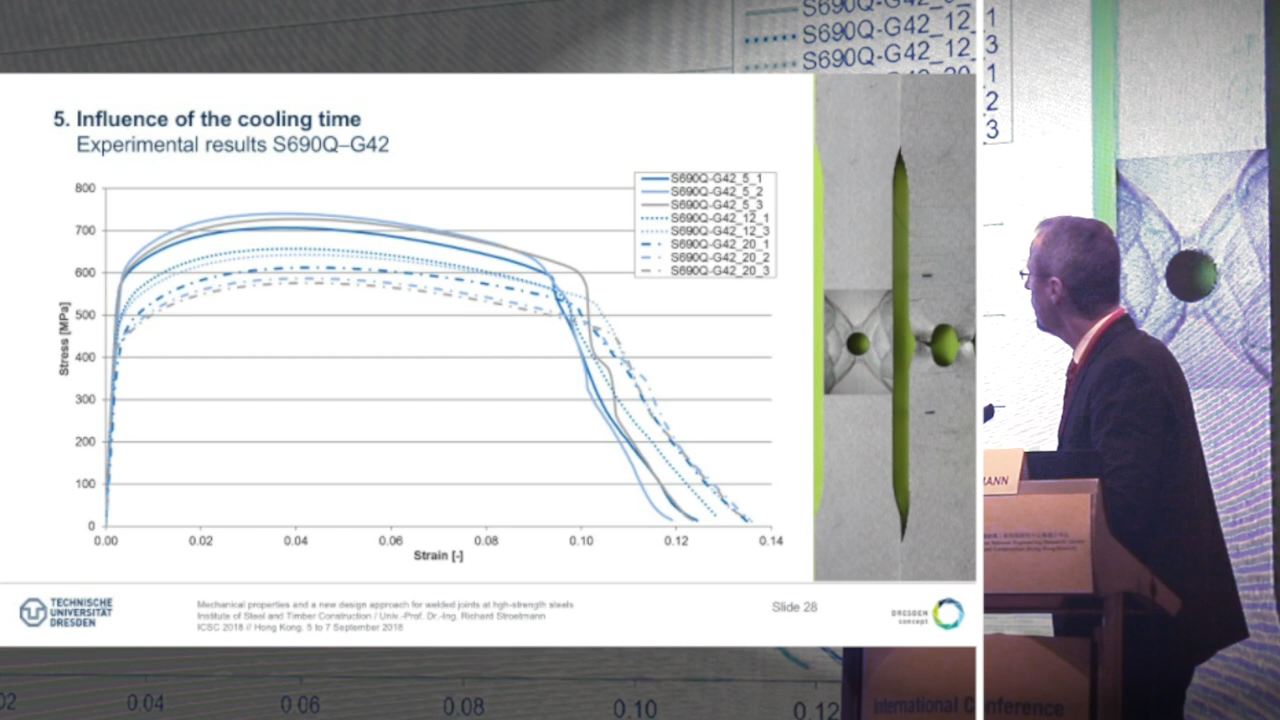 S690Q-G42_12_1
S690Q-G42_12_3
1
2
3
5. Influence of the cooling time
Experimental results S690Q–G42
S690Q-G42_5_1
S690Q-G42_5_2
S690Q-G42_5_3
S690Q-G42_12_1
S690Q-G42_12_3
S690Q-G42_20_1
S690Q-G42_20_2
S690Q-G42_20_3
800
700
600
500
400
300
200
100
0
Stress [MPa]
0.00 0.02 0.04 0.06 0.08 0.10 0.12 0.14
Strain [-]
TECHNISCHE
UNIVERSITÄT
DRESDEN
Mechanical properties and a new design approach for welded joints at hgh-strength steels
Institute of Steel and Timber Construction / Univ.-Prof. Dr.-Ing. Richard Stroetmann
ICSC 2018 // Hong Kong, 5 to 7 September 2018
Slide 28
DRESDEN
concept
MANN
02 0.04 0.06 0.08 0.10 0.12
International Conference